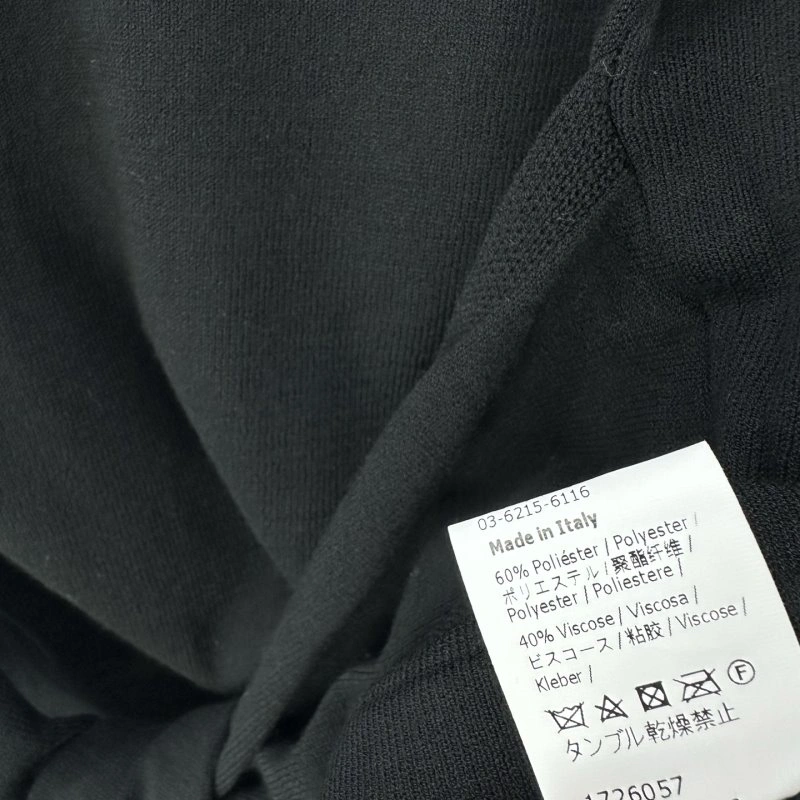 03-6215-6116
Made in Italy
60% Poliéster / Polyester /
ポリエステル / 聚酯纤维 /
Polyester / Poliestere /
40% Viscose / Viscosa /
ビスコース / 粘胶 / Viscose /
Kleber /
F
タンブル乾燥禁止
1726057